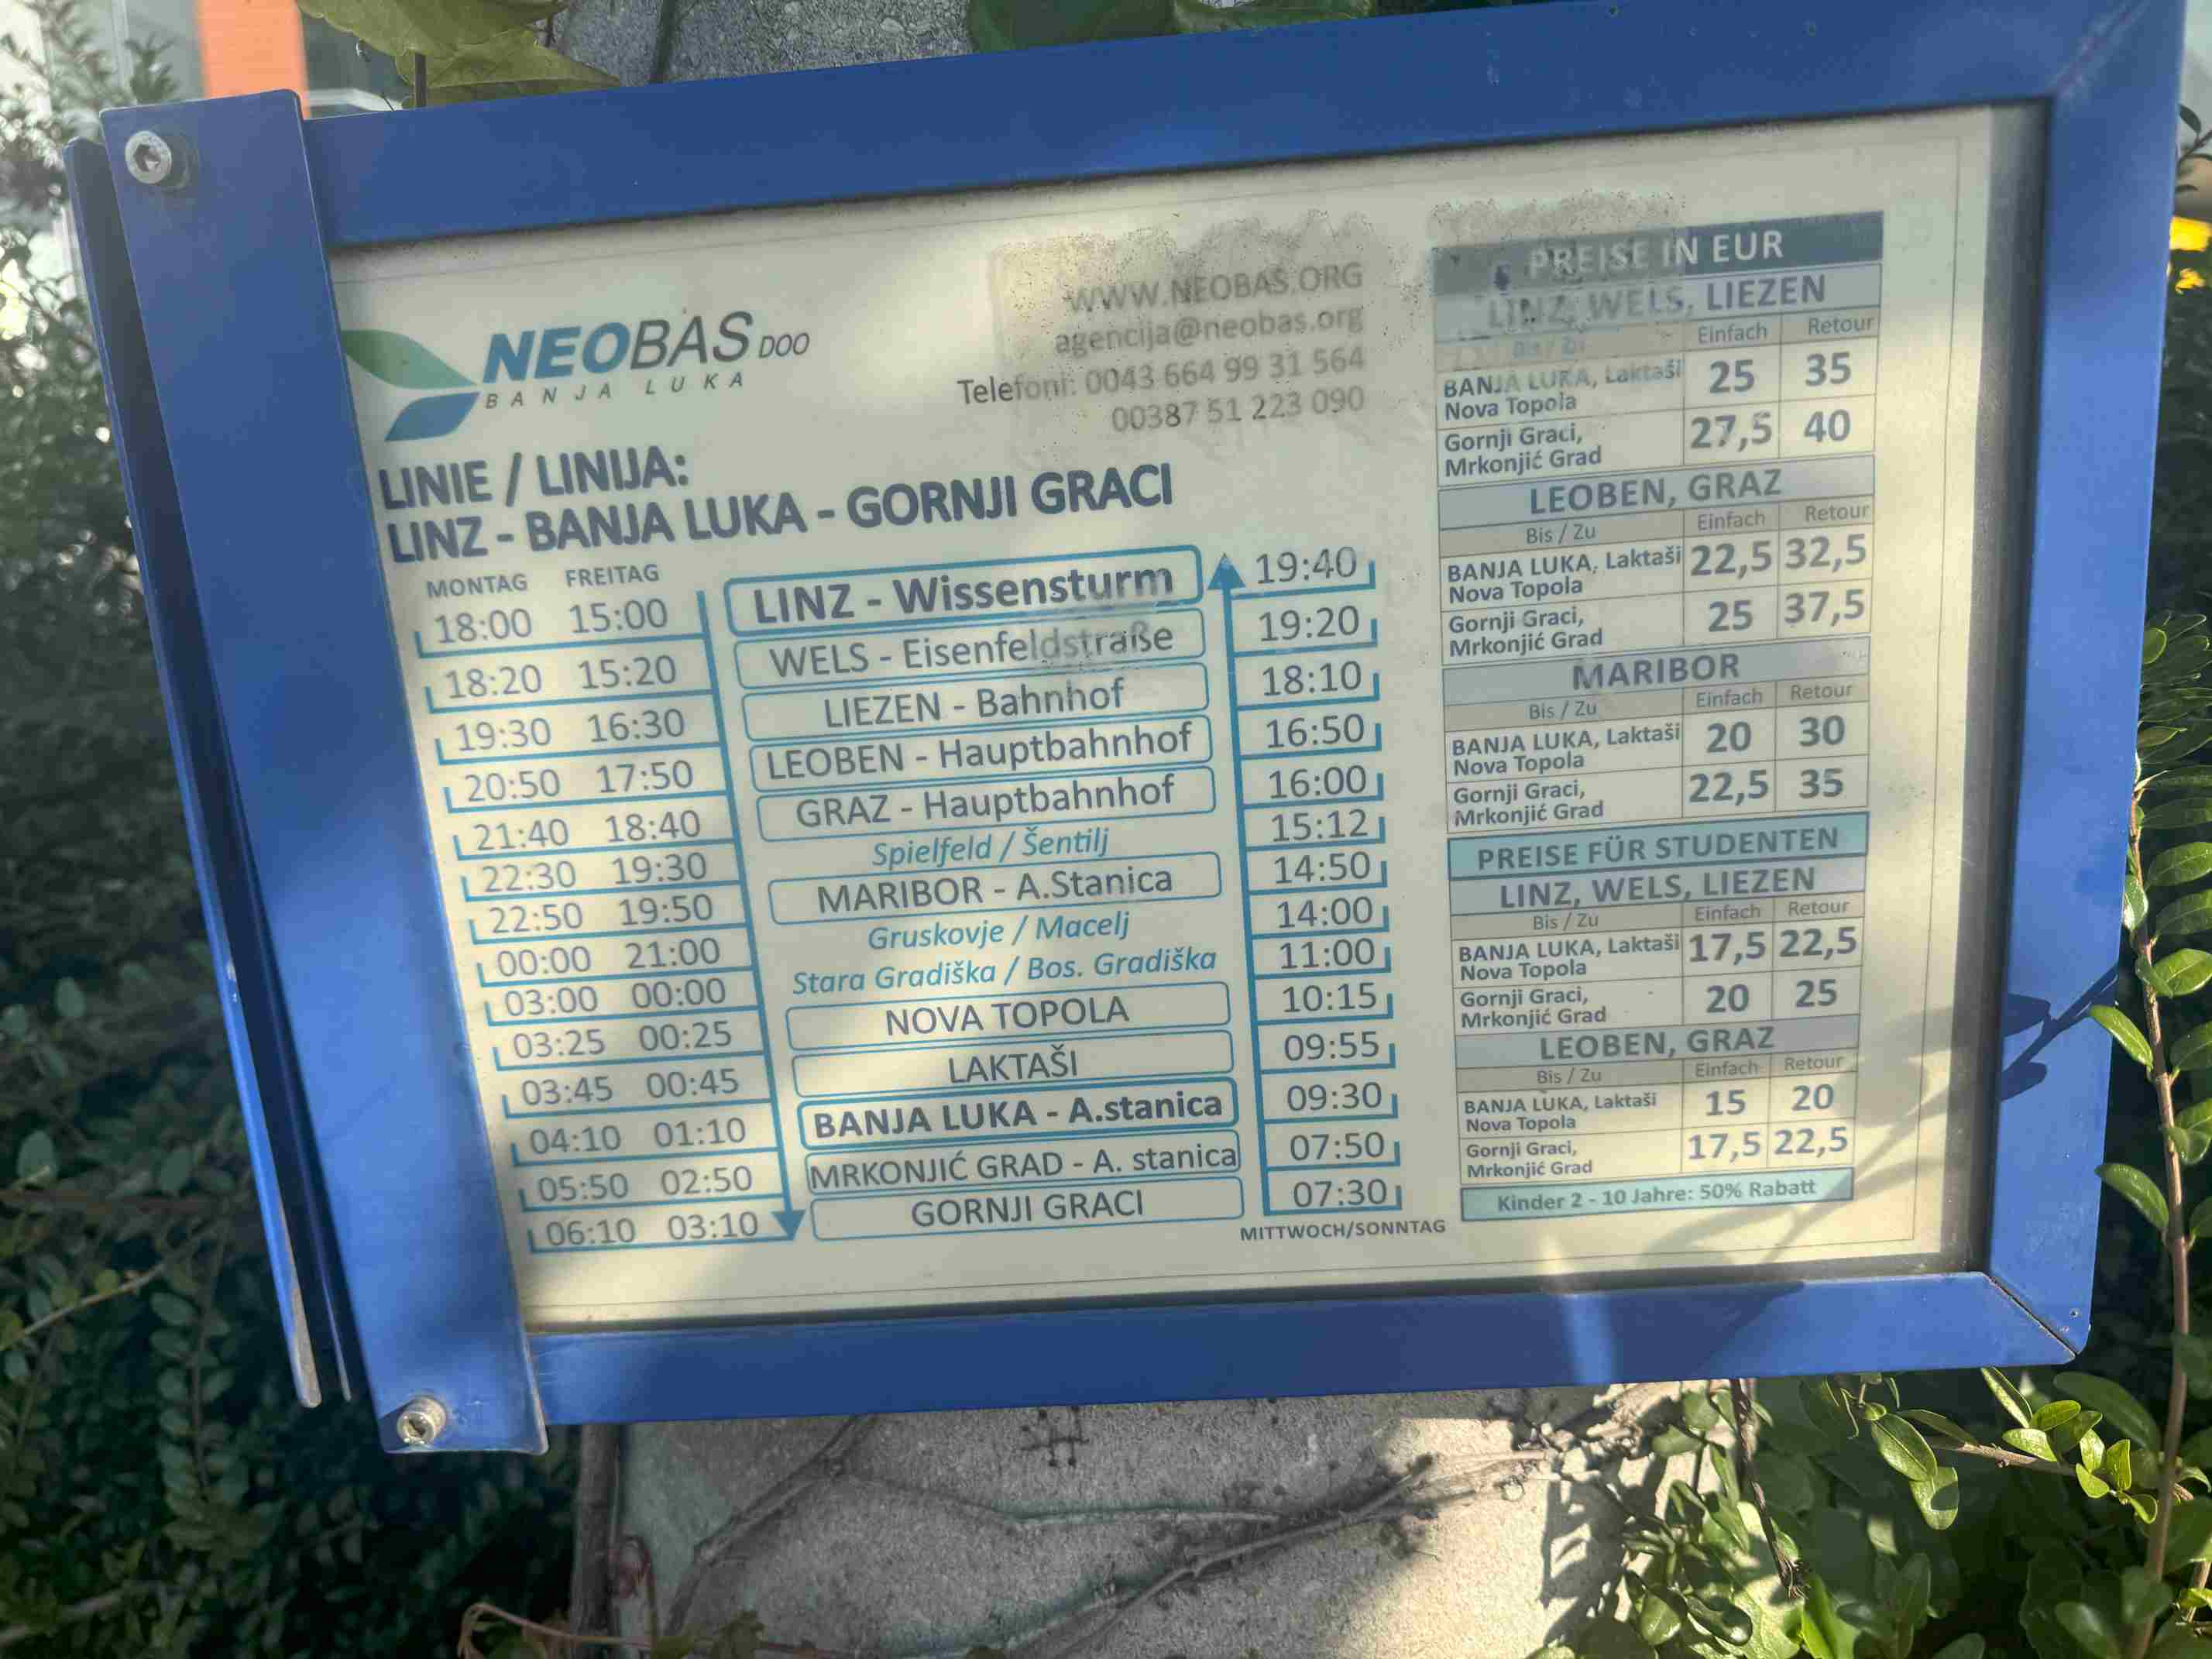 NEOBAS DOO
BANJA LUKA
WWW.NEOBAS.ORG
agencija@neobas.org
Telefoni: 0043 664 99 31 564
00387 51 223 090
LINIE / LINIJA:
LINZ - BANJA LUKA - GORNJI GRACI
MONTAG FREITAG
18:00 15:00 LINZ - Wissensturm 19:40
18:20 15:20 WELS - Eisenfeldstraße 19:20
19:30 16:30 LIEZEN - Bahnhof 18:10
20:50 17:50 LEOBEN - Hauptbahnhof 16:50
21:40 18:40 GRAZ - Hauptbahnhof 16:00
22:30 19:30 Spielfeld / Šentilj 15:12
22:50 19:50 MARIBOR - A.Stanica 14:50
00:00 21:00 Gruskovje / Macelj 14:00
03:00 00:00 Stara Gradiška / Bos. Gradiška 11:00
03:25 00:25 NOVA TOPOLA 10:15
03:45 00:45 LAKTAŠI 09:55
04:10 01:10 BANJA LUKA - A.stanica 09:30
05:50 02:50 MRKONJIĆ GRAD - A. stanica 07:50
06:10 03:10 GORNJI GRACI 07:30
MITTWOCH/SONNTAG
PREISE IN EUR
LINZ, WELS, LIEZEN
Bis / Zu Einfach Retour
BANJA LUKA, Laktaši 25 35
Nova Topola
Gornji Graci, 27,5 40
Mrkonjić Grad
LEOBEN, GRAZ
Bis / Zu Einfach Retour
BANJA LUKA, Laktaši 22,5 32,5
Nova Topola
Gornji Graci, 25 37,5
Mrkonjić Grad
MARIBOR
Bis / Zu Einfach Retour
BANJA LUKA, Laktaši 20 30
Nova Topola
Gornji Graci, 22,5 35
Mrkonjić Grad
PREISE FÜR STUDENTEN
LINZ, WELS, LIEZEN
Bis / Zu Einfach Retour
BANJA LUKA, Laktaši 17,5 22,5
Nova Topola
Gornji Graci, 20 25
Mrkonjić Grad
LEOBEN, GRAZ
Bis / Zu Einfach Retour
BANJA LUKA, Laktaši 15 20
Nova Topola
Gornji Graci, 17,5 22,5
Mrkonjić Grad
Kinder 2 - 10 Jahre: 50% Rabatt